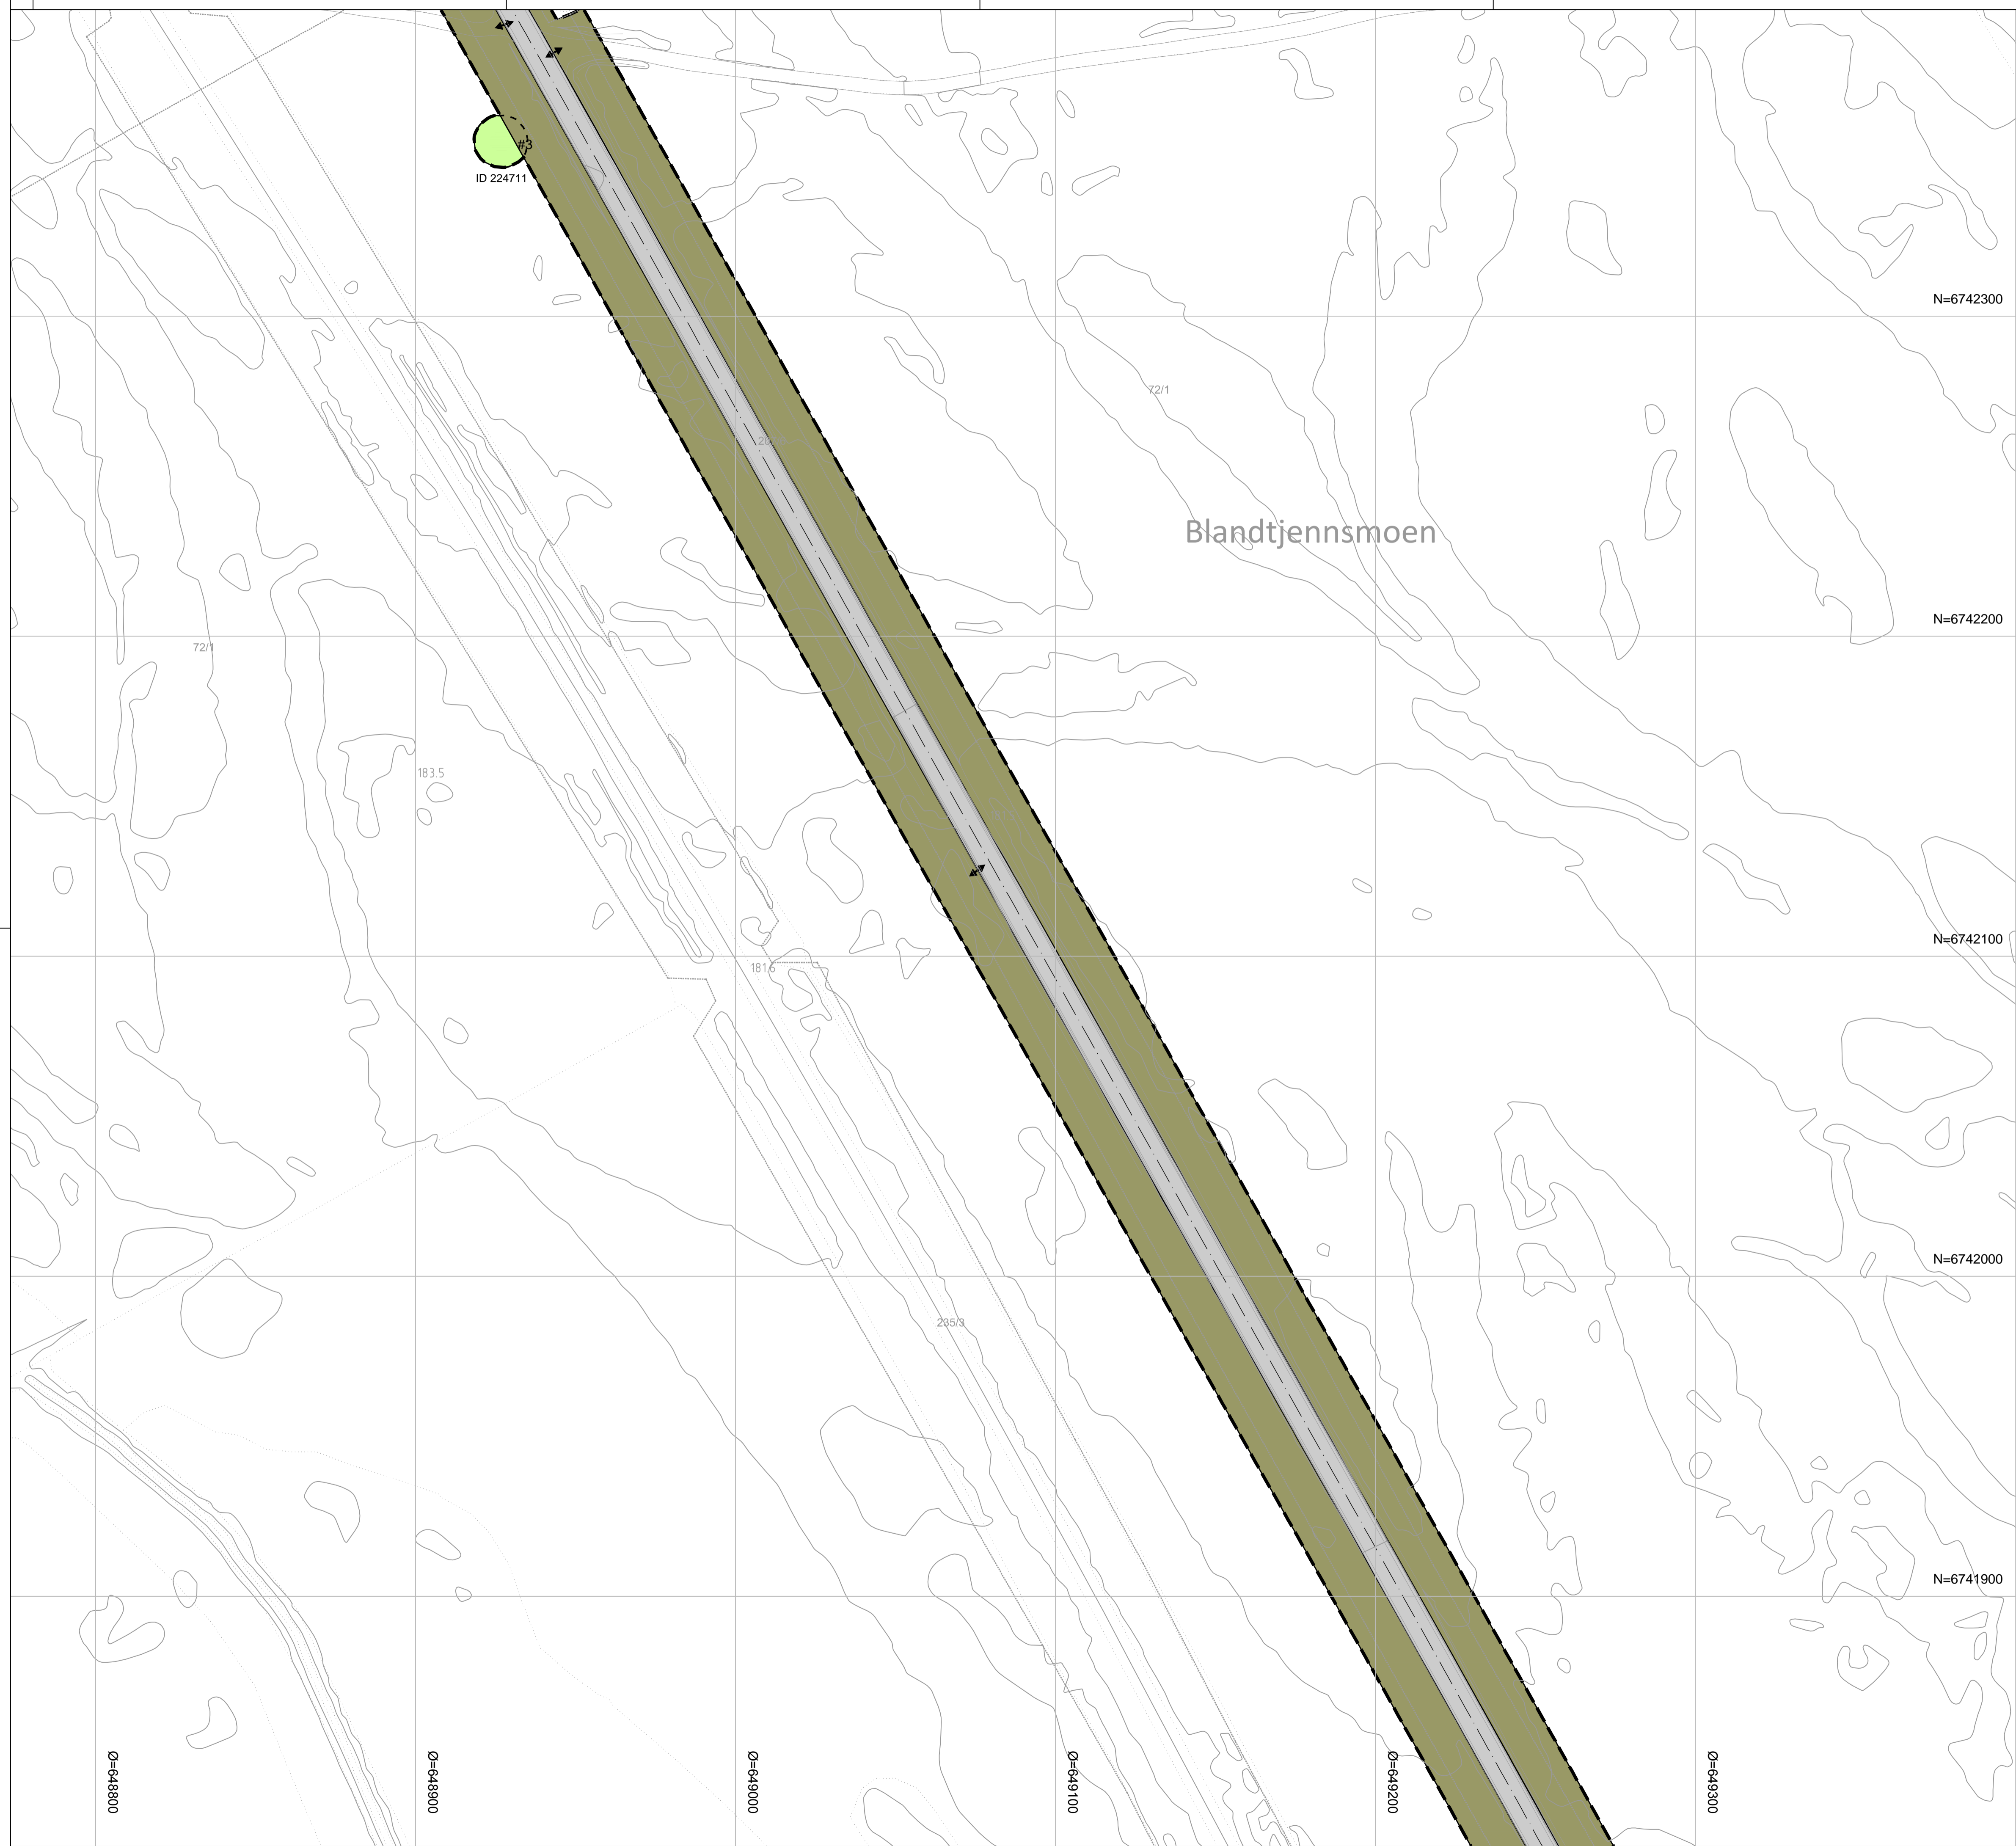 #3
ID 224711
N=6742300
72/1
Blandtjennsmoen
N=6742200
72/1
183.5
N=6742100
181.6
N=6742000
235/3
N=6741900
Ø=648800
Ø=648900
Ø=649000
Ø=649100
Ø=649200
Ø=649300